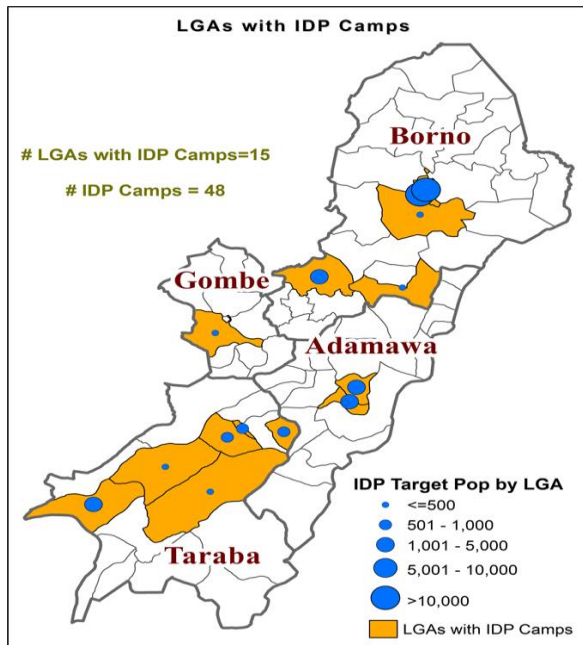 LGAs with IDP Camps
Borno
# LGAs with IDP Camps=15
# IDP Camps = 48
Gombe
Adamawa
Taraba
IDP Target Pop by LGA
<=500
501 - 1,000
1,001 - 5,000
5,001 - 10,000
>10,000
LGAs with IDP Camps